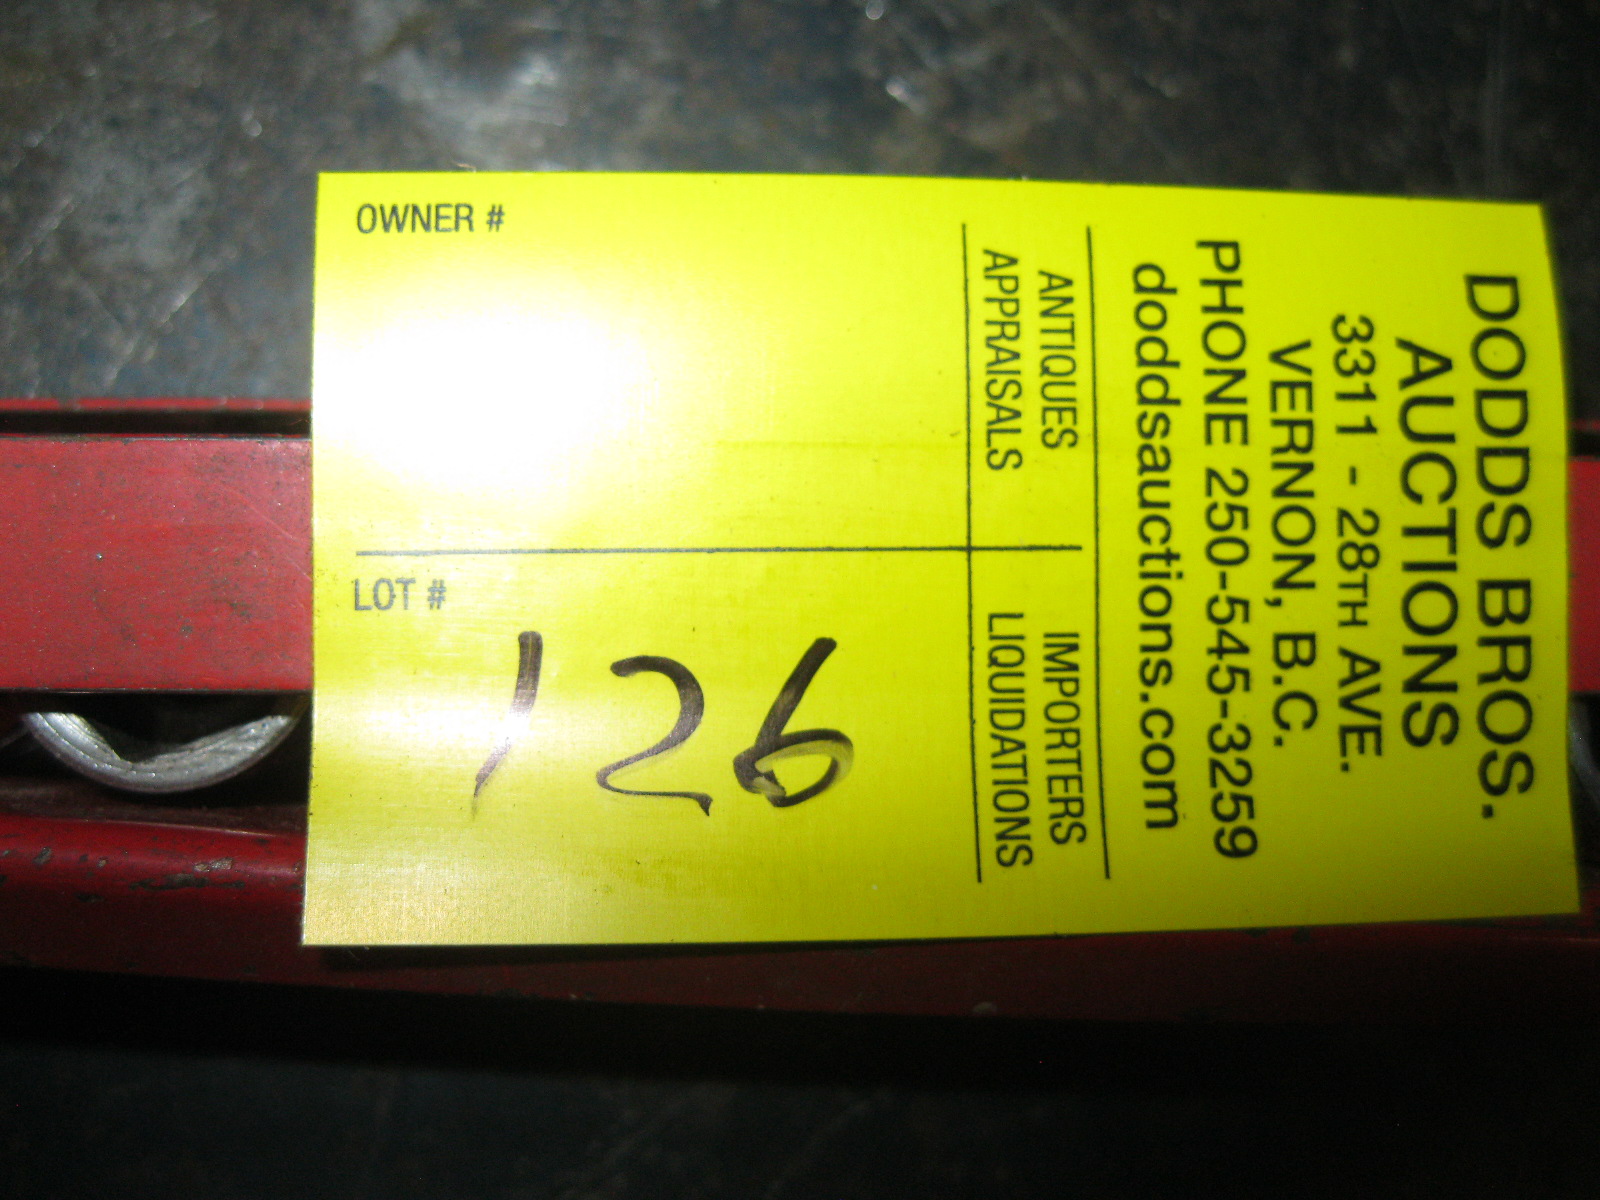 DODDS BROS.
AUCTIONS
3311 - 28TH AVE.
VERNON, B.C.
PHONE 250-545-3259
doddsauctions.com
ANTIQUES
APPRAISALS
IMPORTERS
LIQUIDATIONS
OWNER #
LOT #
126